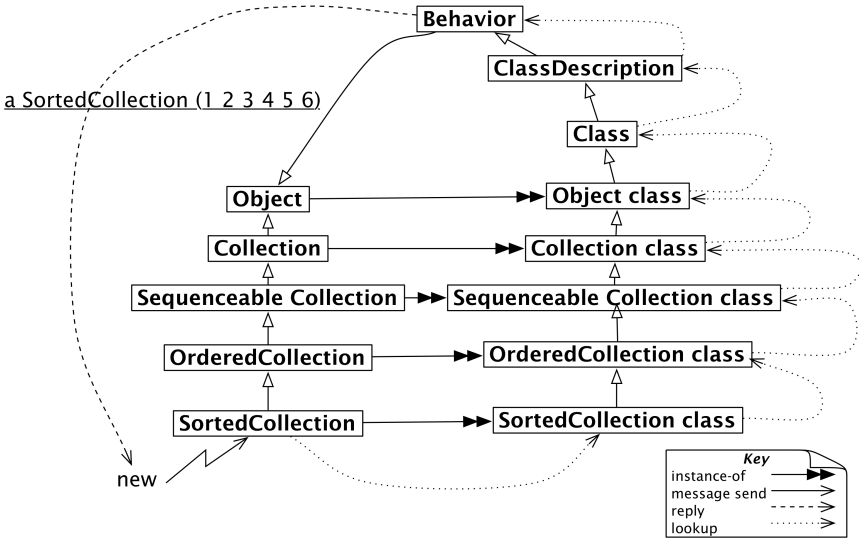 Behavior
ClassDescription
a SortedCollection (1 2 3 4 5 6)
Class
Object
Object class
Collection
Collection class
Sequenceable Collection
Sequenceable Collection class
OrderedCollection
OrderedCollection class
SortedCollection
SortedCollection class
new
Key
instance-of
message send
reply
lookup